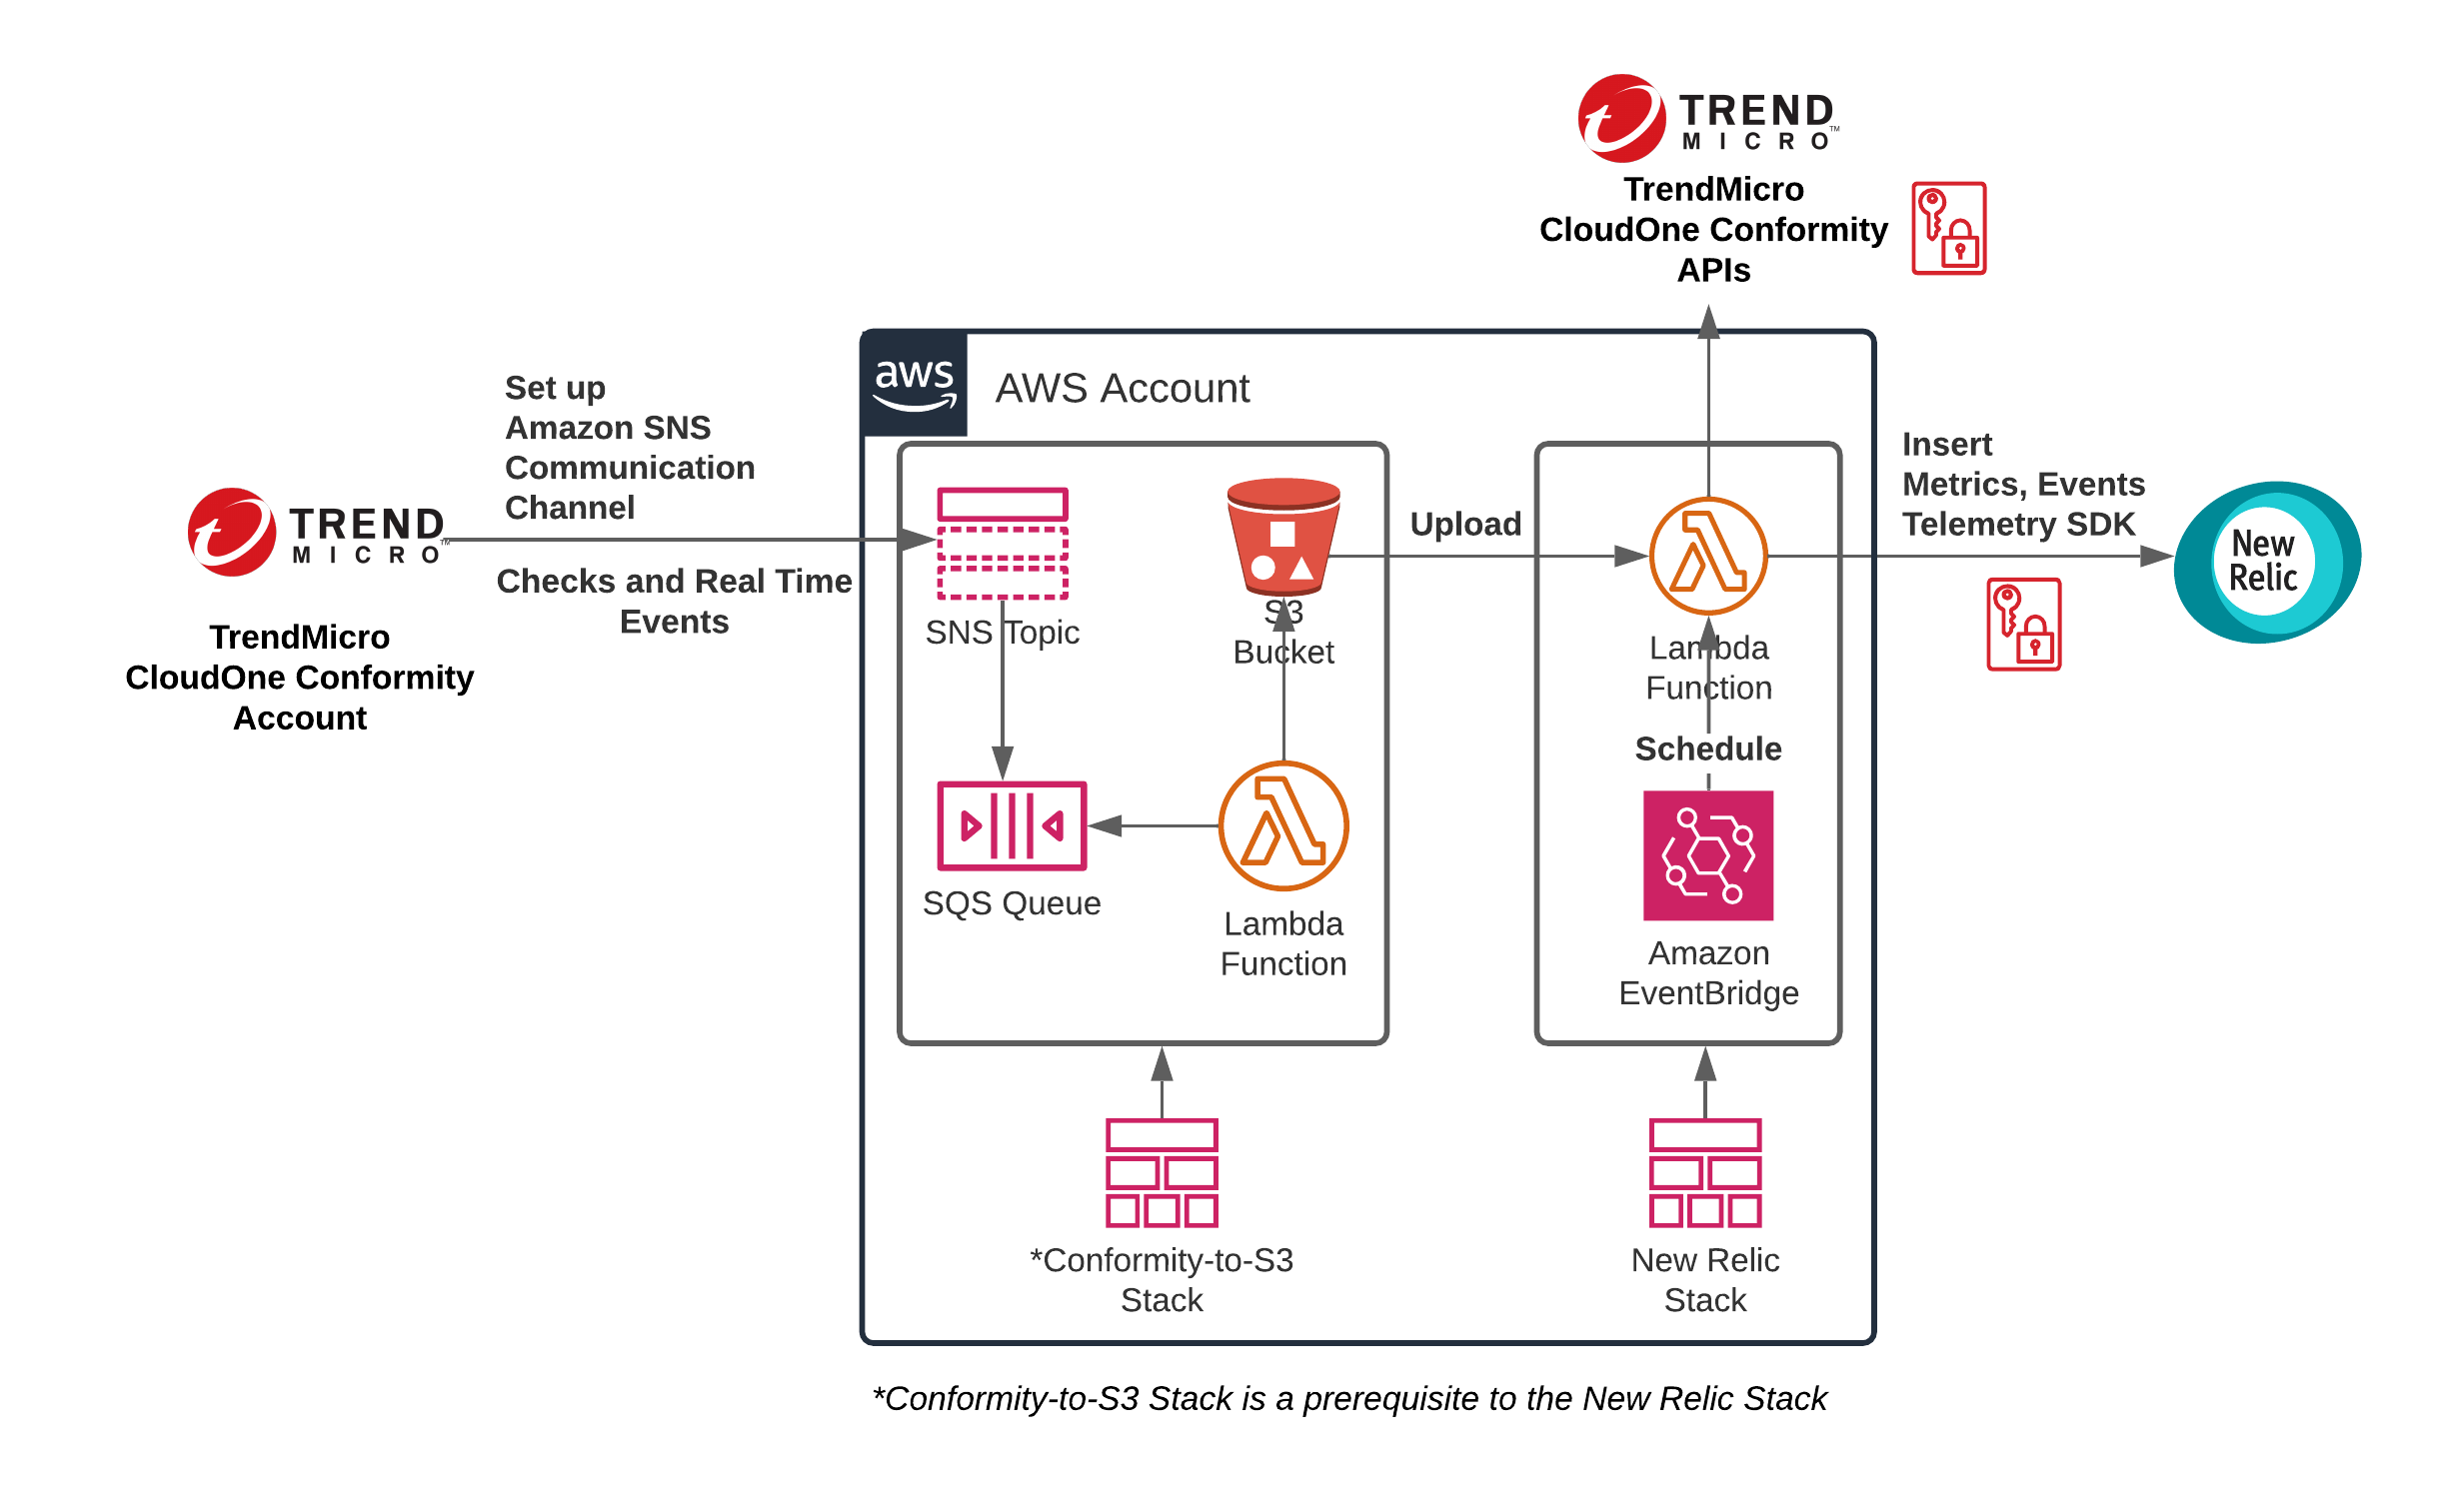 TREND
MICRO™
TrendMicro
CloudOne Conformity
APIs
aws
AWS Account
Set up
Amazon SNS
Communication
Channel
TREND
MICRO™
Checks and Real Time
Events
TrendMicro
CloudOne Conformity
Account
SNS Topic
S3
Bucket
Upload
Lambda
Function
Insert
Metrics, Events
Telemetry SDK
New
Relic
Schedule
SQS Queue
Lambda
Function
Amazon
EventBridge
*Conformity-to-S3
Stack
New Relic
Stack
*Conformity-to-S3 Stack is a prerequisite to the New Relic Stack